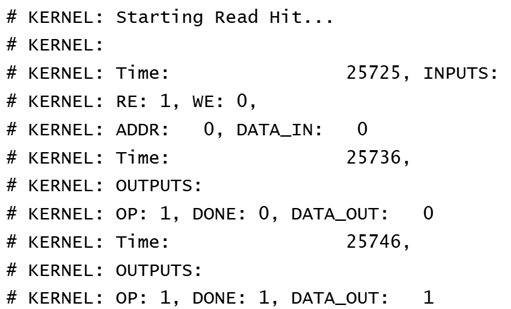 # KERNEL: Starting Read Hit...
# KERNEL:
# KERNEL: Time:                25725, INPUTS:
# KERNEL: RE: 1, WE: 0,
# KERNEL: ADDR:   0, DATA_IN:   0
# KERNEL: Time:                25736,
# KERNEL: OUTPUTS:
# KERNEL: OP: 1, DONE: 0, DATA_OUT:   0
# KERNEL: Time:                25746,
# KERNEL: OUTPUTS:
# KERNEL: OP: 1, DONE: 1, DATA_OUT:   1